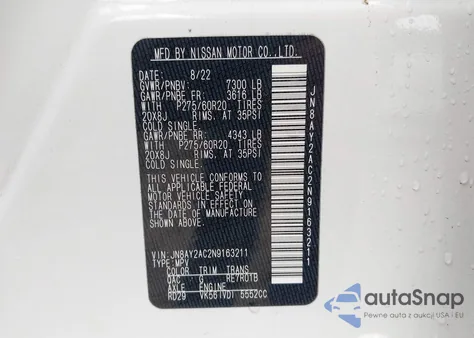 MFD BY NISSAN MOTOR CO.,LTD.
DATE: 8/22
GVWR/PNBV: 7300 LB
GAWR/PNBE FR: 3616 LB
WITH P275/60R20 TIRES
20X8J RIMS. AT 35PSI
COLD SINGLE.
GAWR/PNBE RR: 4343 LB
WITH P275/60R20 TIRES
20X8J RIMS. AT 35PSI
COLD SINGLE.
THIS VEHICLE CONFORMS TO ALL
APPLICABLE FEDERAL MOTOR
VEHICLE SAFETY
STANDARDS IN EFFECT ON
THE DATE OF MANUFACTURE
SHOWN ABOVE.
VIN: JN8AY2AC2N9163211
TYPE: MPV
COLOR TRIM TRANS
QAC G RE7R01B
AXLE ENGINE
RD29 VK56(VD) 5552CC
JN8AY2AC2N9163211
autoSnap
Pewne auta z aukcji USA i EU